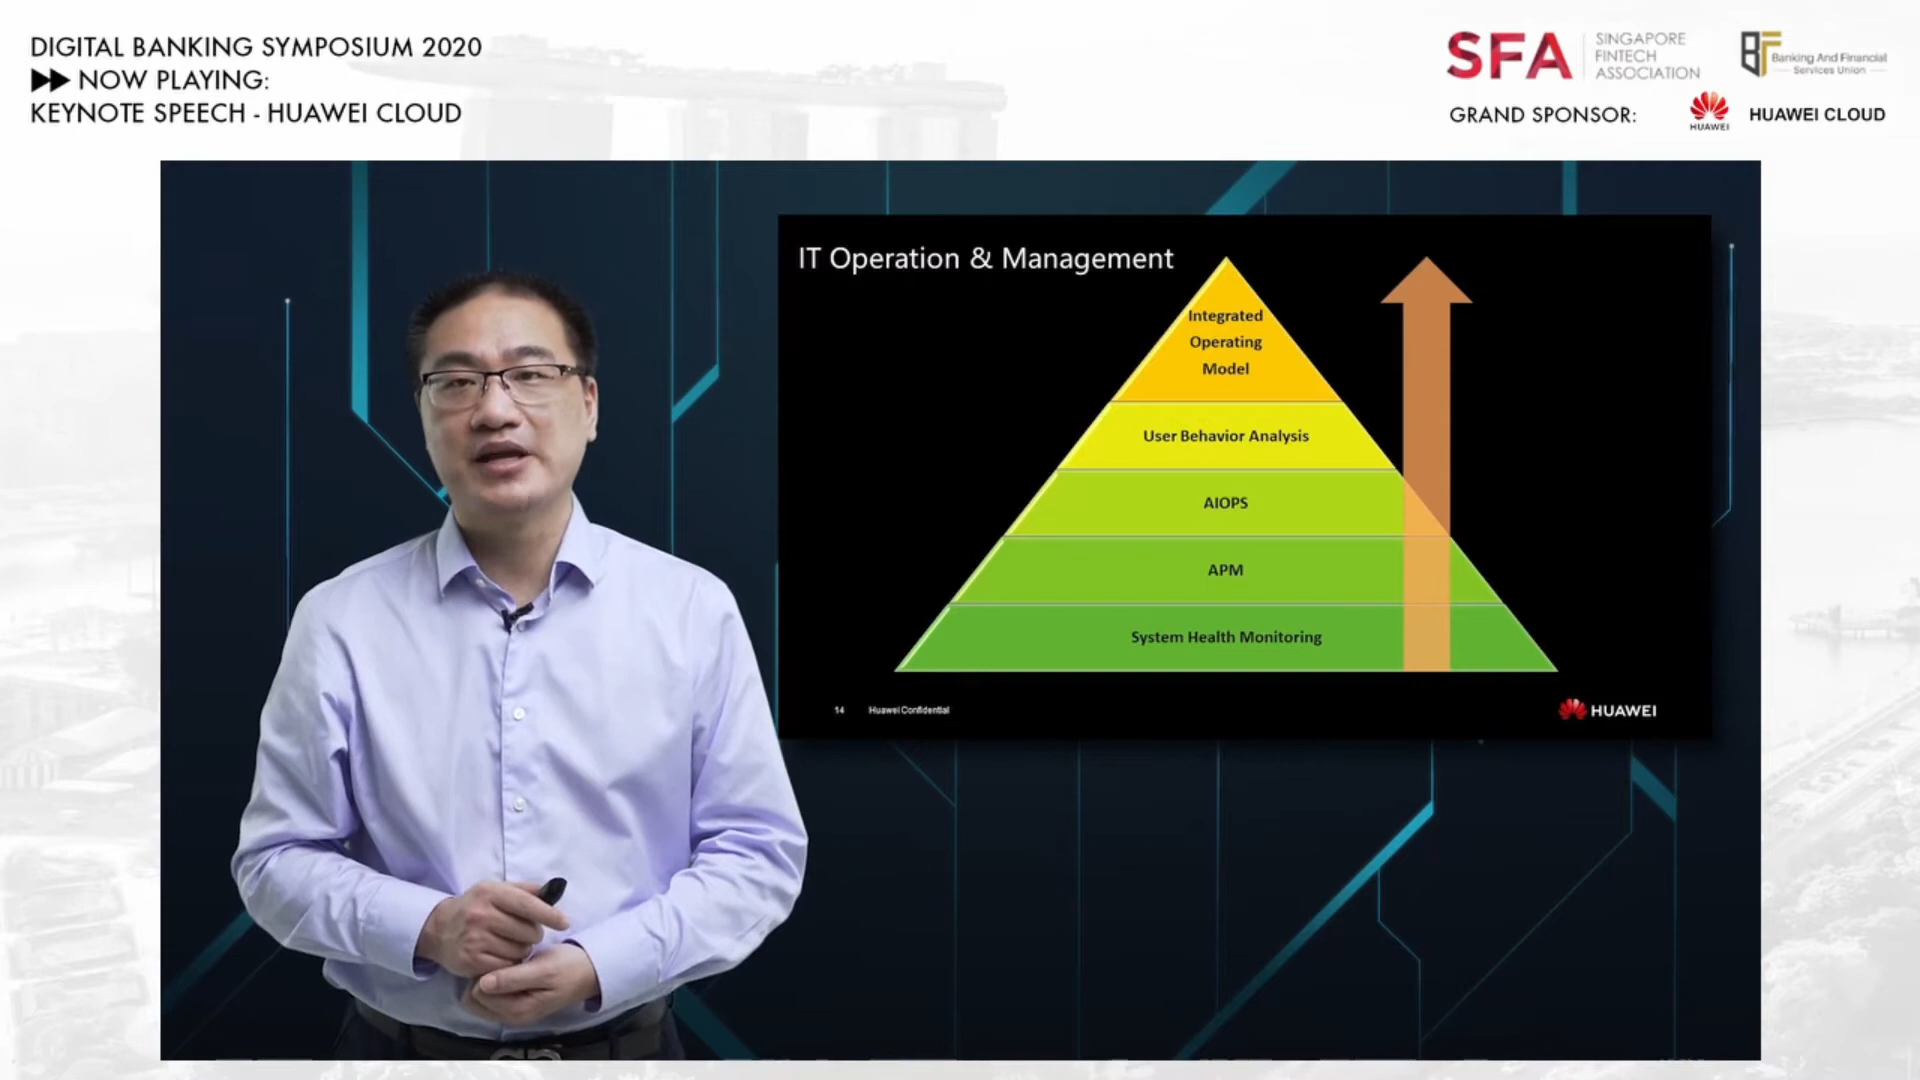 DIGITAL BANKING SYMPOSIUM 2020
NOW PLAYING:
KEYNOTE SPEECH - HUAWEI CLOUD
SFA
SINGAPORE
FINTECH
ASSOCIATION
BF
Banking And Financial
Services Union
GRAND SPONSOR:
HUAWEI
HUAWEI CLOUD
IT Operation & Management
Integrated
Operating
Model
User Behavior Analysis
AIOPS
APM
System Health Monitoring
14
Huawei Confidential
HUAWEI